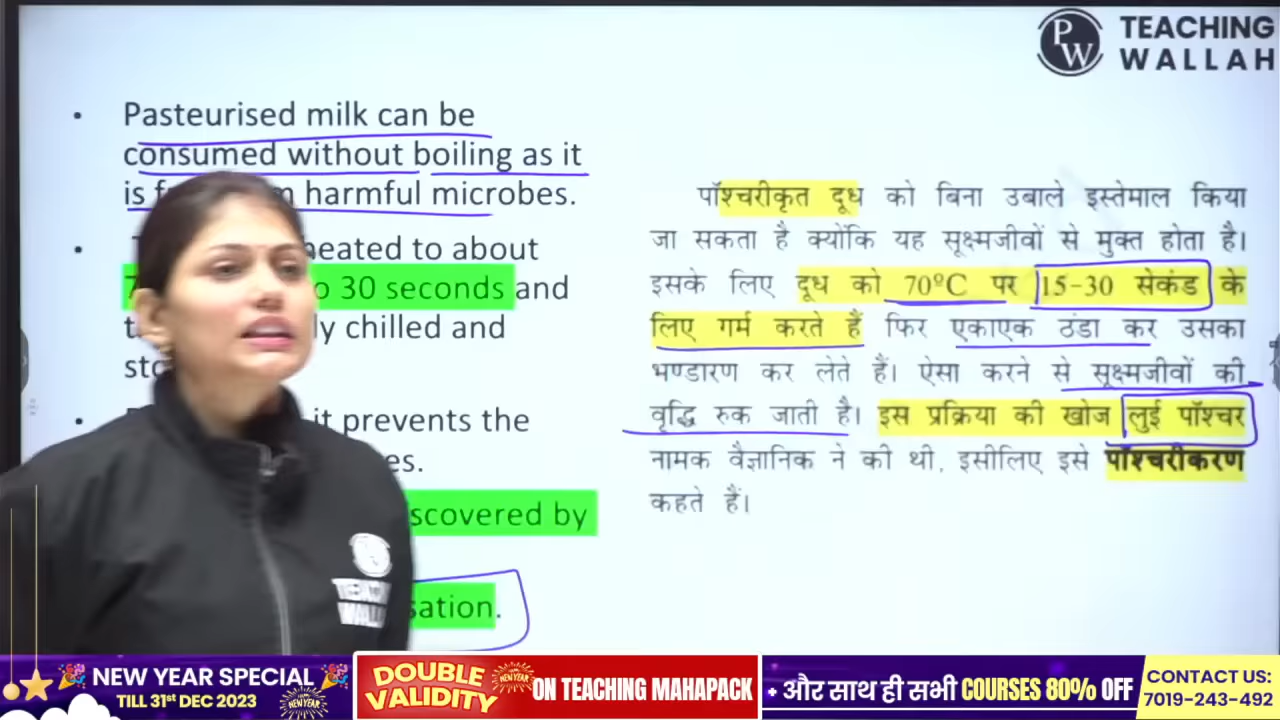 PW
TEACHING
WALLAH
• Pasteurised milk can be
consumed without boiling as it
is harmful microbes.
• heated to about
30 seconds and
chilled and
• it prevents the
scovered by
sation.
पॉश्चरीकृत दूध को बिना उबाले इस्तेमाल किया
जा सकता है क्योंकि यह सूक्ष्मजीवों से मुक्त होता है।
इसके लिए दूध को 70°C पर 15-30 सेकंड के
लिए गर्म करते हैं फिर एकाएक ठंडा कर उसका
भण्डारण कर लेते हैं। ऐसा करने से सूक्ष्मजीवों की
वृद्धि रुक जाती है। इस प्रक्रिया की खोज लुई पॉश्चर
नामक वैज्ञानिक ने की थी, इसीलिए इसे पॉश्चरीकरण
कहते हैं।
NEW YEAR SPECIAL
TILL 31st DEC 2023
DOUBLE
VALIDITY
ON TEACHING MAHAPACK
+ और साथ ही सभी COURSES 80% OFF
CONTACT US:
7019-243-492